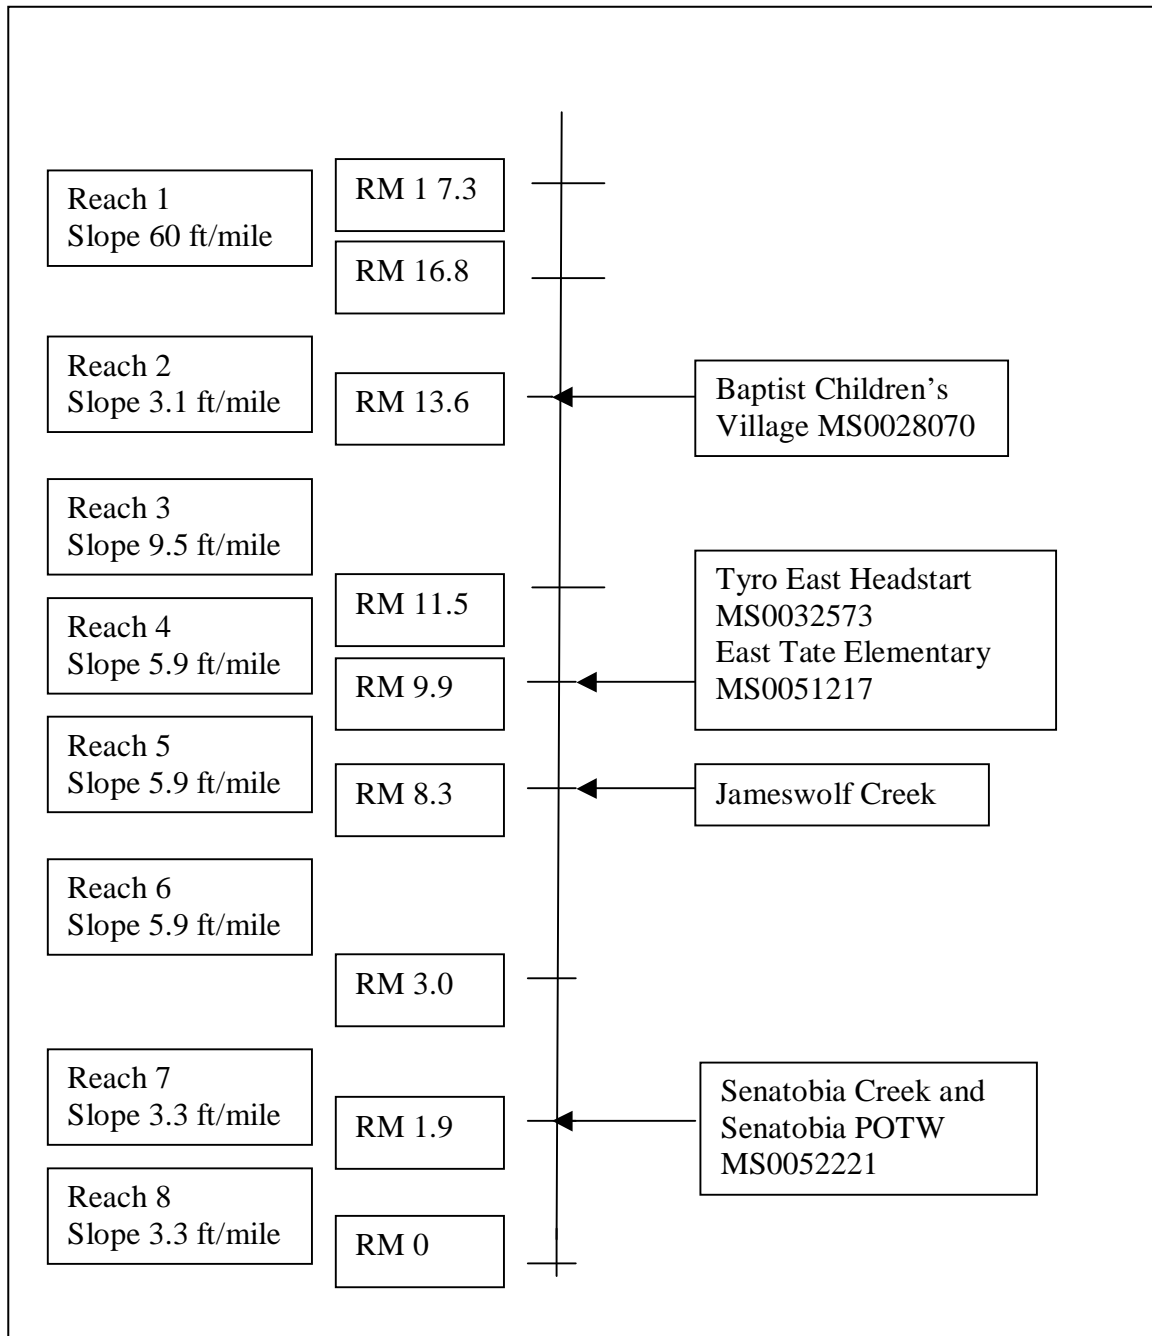 Reach 1
Slope 60 ft/mile
RM 1 7.3
RM 16.8
Reach 2
Slope 3.1 ft/mile
RM 13.6
Baptist Children’s
Village MS0028070
Reach 3
Slope 9.5 ft/mile
RM 11.5
Tyro East Headstart
MS0032573
East Tate Elementary
MS0051217
Reach 4
Slope 5.9 ft/mile
RM 9.9
Reach 5
Slope 5.9 ft/mile
RM 8.3
Jameswolf Creek
Reach 6
Slope 5.9 ft/mile
RM 3.0
Reach 7
Slope 3.3 ft/mile
RM 1.9
Senatobia Creek and
Senatobia POTW
MS0052221
Reach 8
Slope 3.3 ft/mile
RM 0